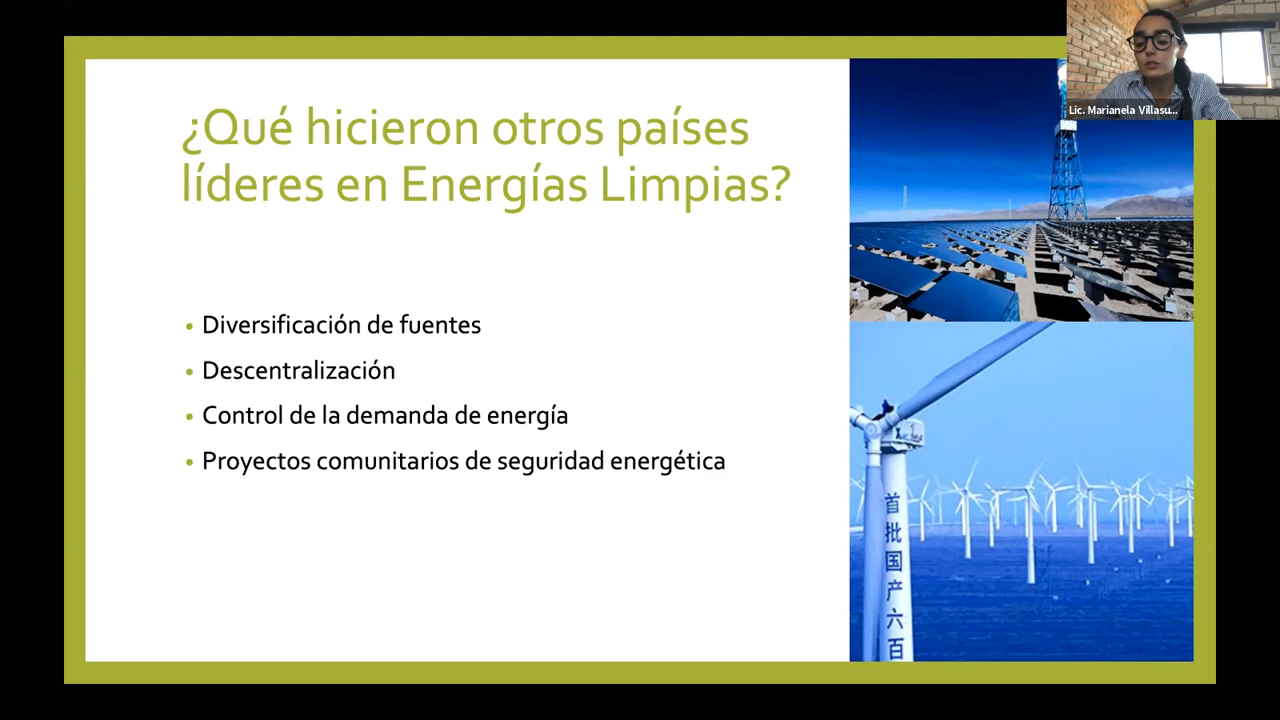 ¿Qué hicieron otros países
líderes en Energías Limpias?
• Diversificación de fuentes
• Descentralización
• Control de la demanda de energía
• Proyectos comunitarios de seguridad energética
Lic. Marianela Villasu...
首批国产六百